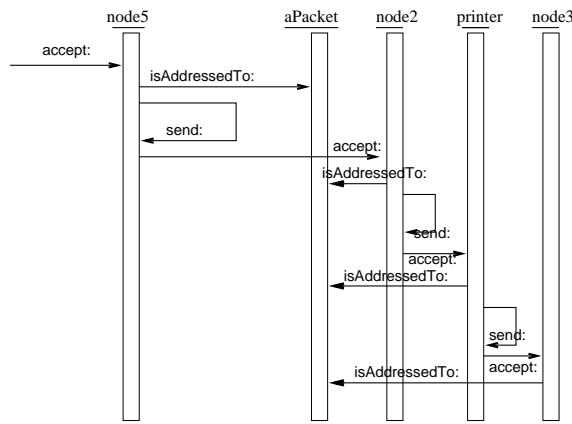 node5 aPacket node2 printer node3
accept:
isAddressedTo:
send:
accept:
isAddressedTo:
send:
accept:
isAddressedTo:
send:
accept:
isAddressedTo: